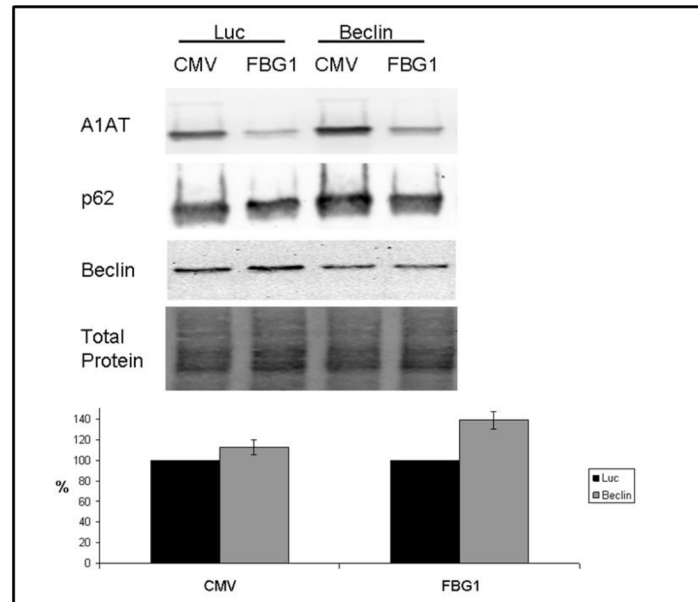 Luc Beclin
CMV FBG1 CMV FBG1
A1AT
p62
Beclin
Total
Protein
140
120
100
80
60
40
20
0
%
CMV FBG1
Luc
Beclin